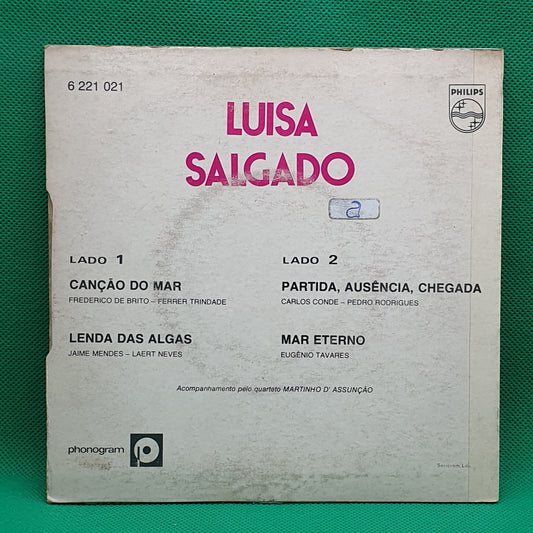 6 221 021
PHILIPS
LUISA
SALGADO
a
LADO 1
CANÇÃO DO MAR
FREDERICO DE BRITO – FERRER TRINDADE
LENDA DAS ALGAS
JAIME MENDES – LAERT NEVES
LADO 2
PARTIDA, AUSÊNCIA, CHEGADA
CARLOS CONDE – PEDRO RODRIGUES
MAR ETERNO
EUGÉNIO TAVARES
Acompanhamento pelo quarteto MARTINHO D' ASSUNÇÃO
phonogram